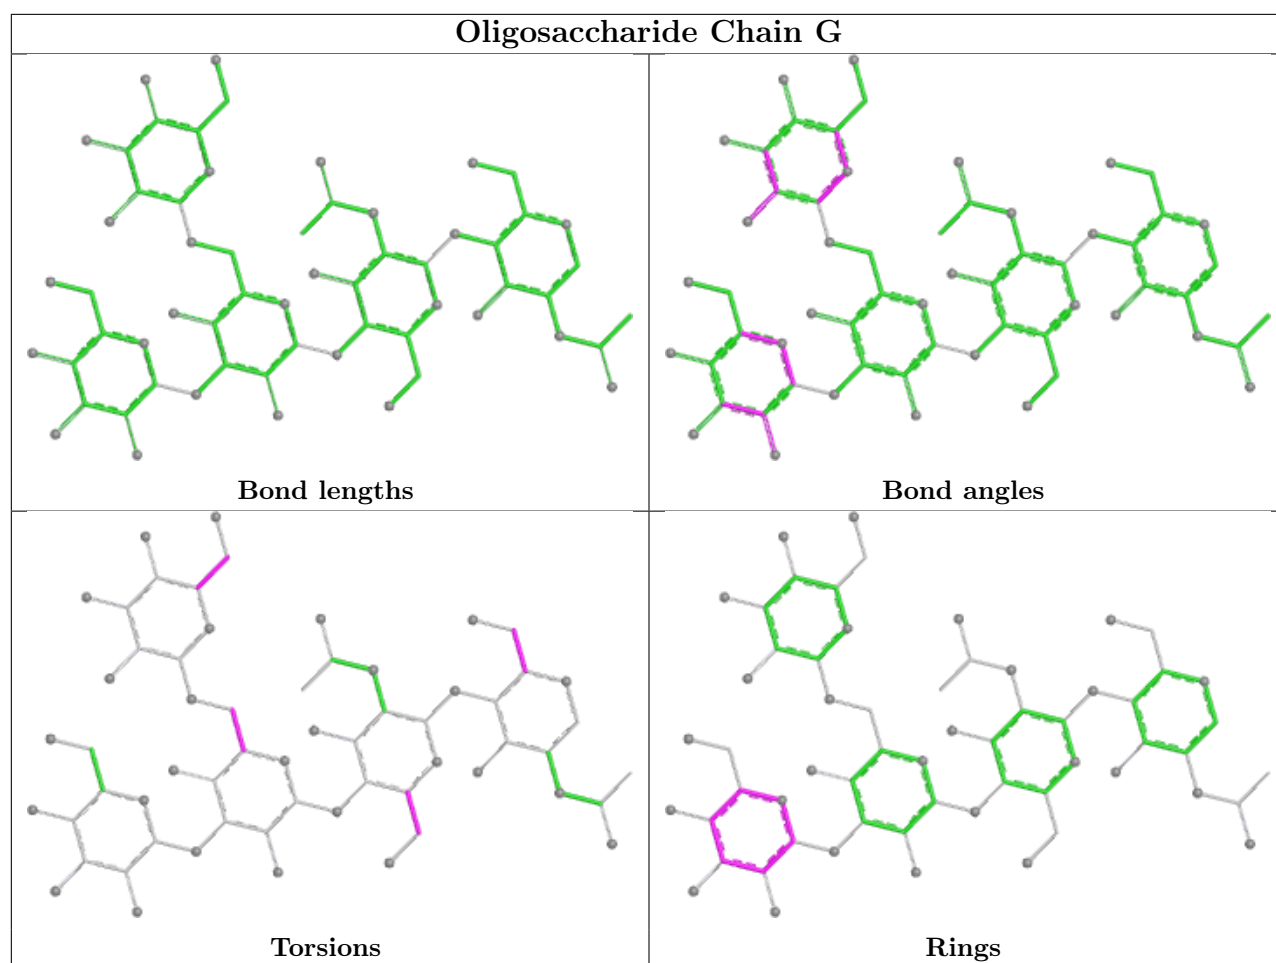 Oligosaccharide Chain G
Bond lengths
Bond angles
Torsions
Rings